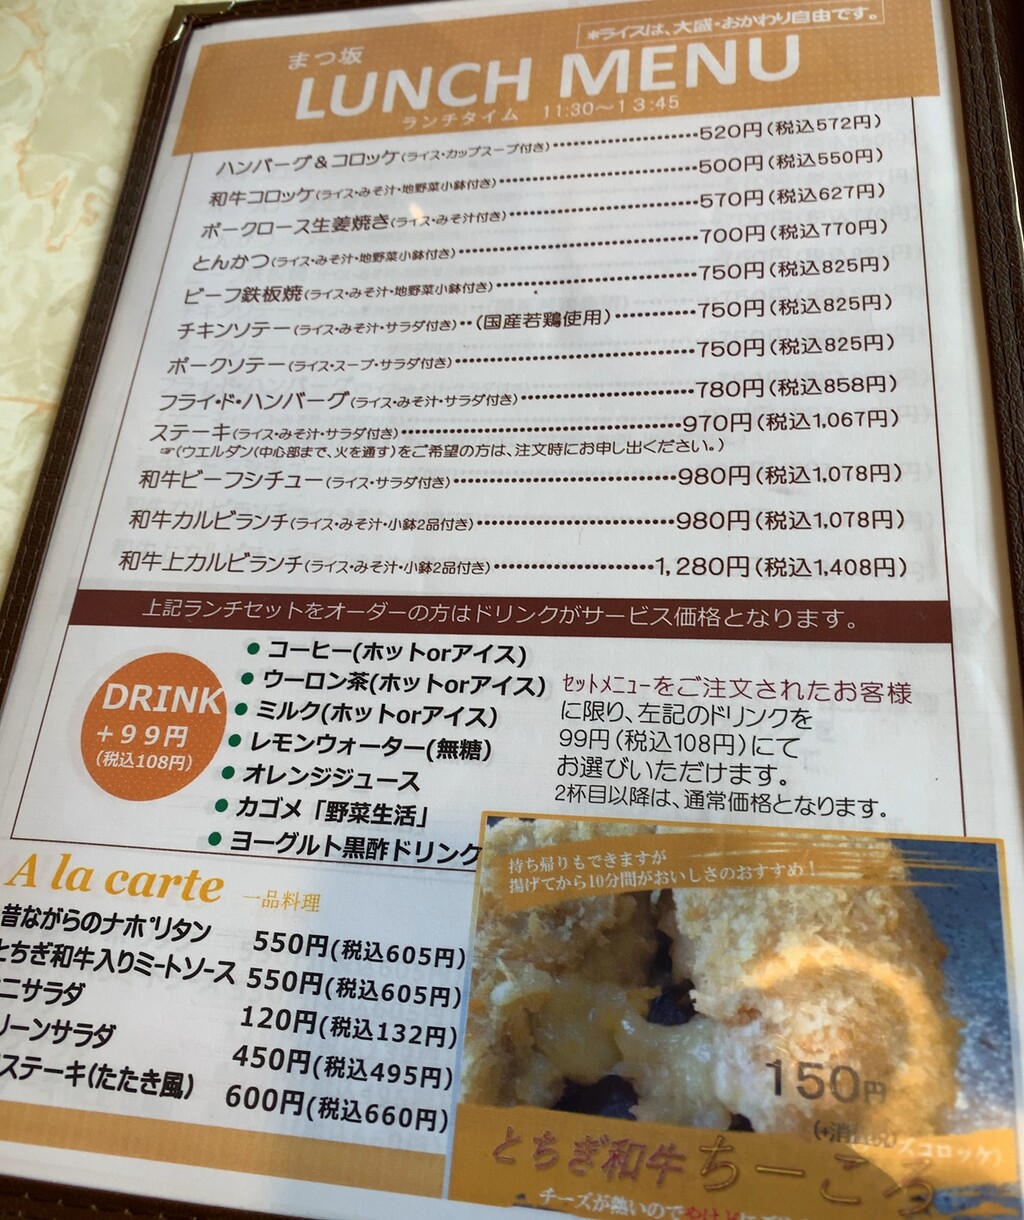 *ライスは、大盛・おかわり自由です。
まつ坂
LUNCH MENU
ランチタイム 11:30〜13:45
ハンバーグ&コロッケ(ライス・カップスープ付き)・・・・・・・・・・・・・・・520円(税込572円)
和牛コロッケ(ライス・みそ汁・地野菜小鉢付き)・・・・・・・・・・・・・・・500円(税込550円)
ポークロース生姜焼き(ライス・みそ汁付き)・・・・・・・・・・・・・・・570円(税込627円)
とんかつ(ライス・みそ汁・地野菜小鉢付き)・・・・・・・・・・・・・・・700円(税込770円)
ビーフ鉄板焼(ライス・みそ汁・地野菜小鉢付き)・・・・・・・・・・・・・・・750円(税込825円)
チキンソテー(ライス・みそ汁・サラダ付き)・・(国産若鶏使用)・・・・・・・・750円(税込825円)
ポークソテー(ライス・スープ・サラダ付き)・・・・・・・・・・・・・・・750円(税込825円)
フライ・ド・ハンバーグ(ライス・みそ汁・サラダ付き)・・・・・・・・・・・・780円(税込858円)
ステーキ(ライス・みそ汁・サラダ付き)・・・・・・・・・・・・・・・970円(税込1,067円)
☞(ウエルダン(中心部まで、火を通す)をご希望の方は、注文時にお申し出ください。)
和牛ビーフシチュー(ライス・サラダ付き)・・・・・・・・・・・・・・・980円(税込1,078円)
和牛カルビランチ(ライス・みそ汁・小鉢2品付き)・・・・・・・・・・・・・・・980円(税込1,078円)
和牛上カルビランチ(ライス・みそ汁・小鉢2品付き)・・・・・・・・・・・・・・・1,280円(税込1,408円)
上記ランチセットをオーダーの方はドリンクがサービス価格となります。
DRINK
+99円
(税込108円)
● コーヒー(ホットorアイス)
● ウーロン茶(ホットorアイス)
● ミルク(ホットorアイス)
● レモンウォーター(無糖)
● オレンジジュース
● カゴメ「野菜生活」
● ヨーグルト黒酢ドリンク
セットメニューをご注文されたお客様
に限り、左記のドリンクを
99円(税込108円)にて
お選びいただけます。
2杯目以降は、通常価格となります。
A la carte 一品料理
昔ながらのナポリタン 550円(税込605円)
とちぎ和牛入りミートソース 550円(税込605円)
ニサラダ 120円(税込132円)
リーンサラダ 450円(税込495円)
ステーキ(たたき風) 600円(税込660円)
持ち帰りもできますが
揚げてから10分間がおいしさのおすすめ!
150円
とちぎ和牛 ちーころ
ズコロッケ)
チーズが熱いので